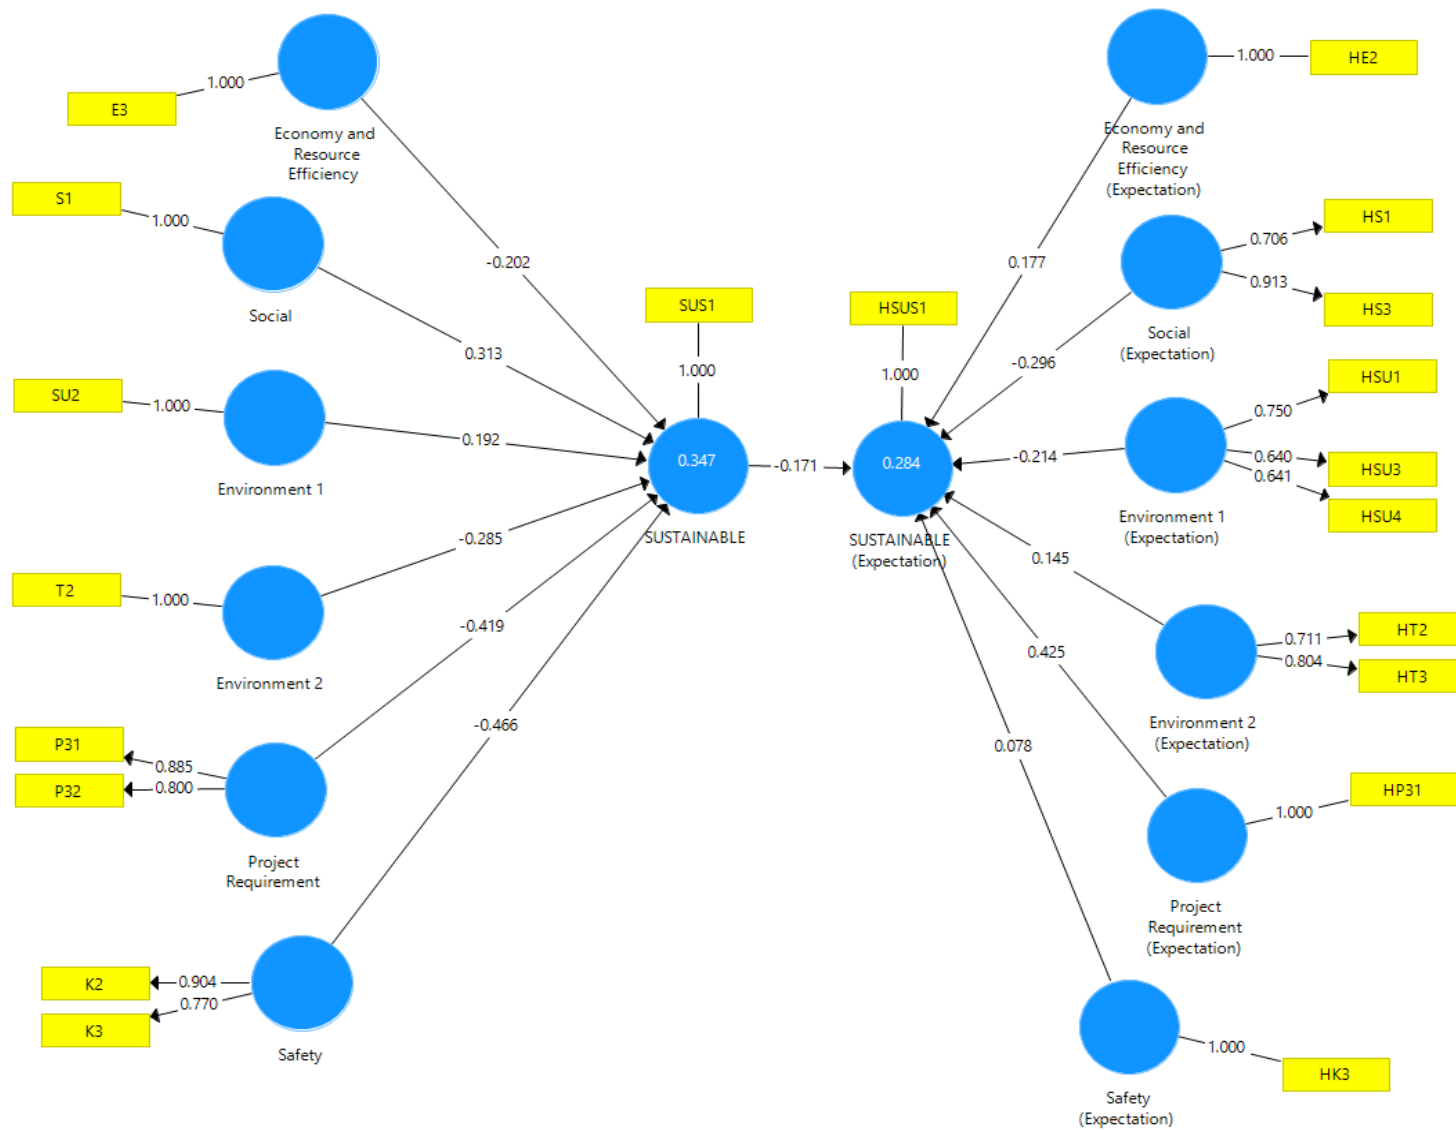 E3
1.000
Economy and
Resource
Efficiency
-0.202
S1
1.000
Social
0.313
SU2
1.000
Environment 1
0.192
T2
1.000
Environment 2
-0.285
P31
0.885
P32
0.800
Project
Requirement
-0.419
K2
0.904
K3
0.770
Safety
-0.466
SUS1
1.000
0.347
SUSTAINABLE
-0.171
HSUS1
1.000
0.284
SUSTAINABLE
(Expectation)
HE2
1.000
Economy and
Resource
Efficiency
(Expectation)
0.177
HS1
0.706
HS3
0.913
Social
(Expectation)
-0.296
HSU1
0.750
HSU3
0.640
HSU4
0.641
Environment 1
(Expectation)
-0.214
HT2
0.711
HT3
0.804
Environment 2
(Expectation)
0.145
HP31
1.000
Project
Requirement
(Expectation)
0.425
HK3
1.000
Safety
(Expectation)
0.078